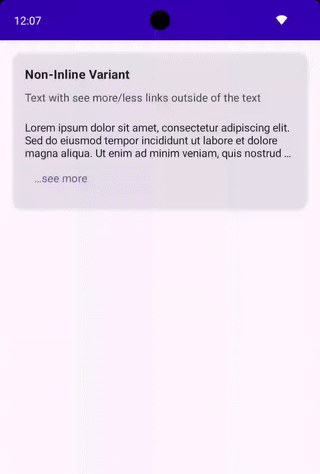 12:07
Non-Inline Variant
Text with see more/less links outside of the text
Lorem ipsum dolor sit amet, consectetur adipiscing elit.
Sed do eiusmod tempor incididunt ut labore et dolore
magna aliqua. Ut enim ad minim veniam, quis nostrud ...
...see more